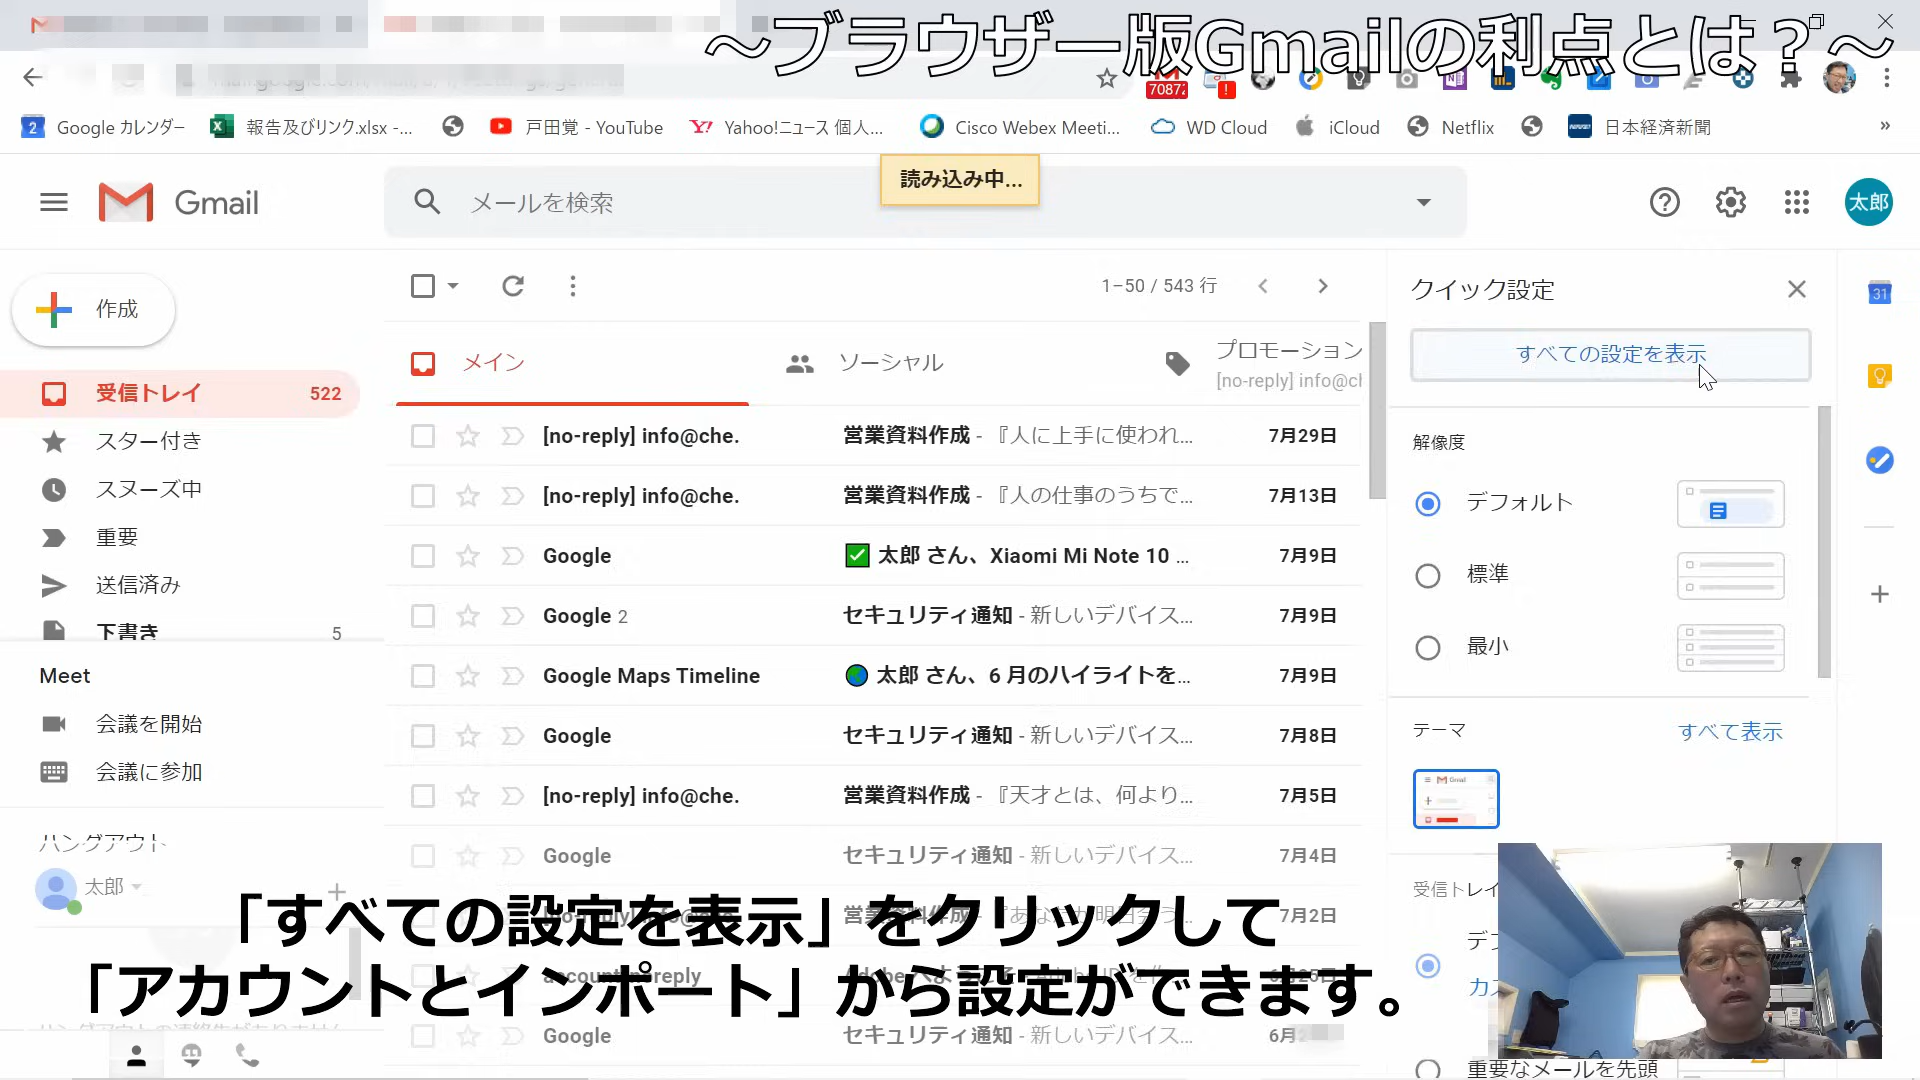 ～ブラウザー版Gmailの利点とは？～
70872
Google カレンダー
報告及びリンク.xlsx -...
戸田覚 - YouTube
Yahoo!ニュース 個人...
Cisco Webex Meeti...
WD Cloud
iCloud
Netflix
日本経済新聞
»
読み込み中...
Gmail
メールを検索
太郎
作成
1–50 / 543 行
クイック設定
31
すべての設定を表示
受信トレイ 522
スター付き
スヌーズ中
重要
送信済み
下書き 5
Meet
会議を開始
会議に参加
ハングアウト
太郎
メイン
ソーシャル
プロモーション
[no-reply] info@ch
[no-reply] info@che. 営業資料作成 - 『人に上手に使われ... 7月29日
[no-reply] info@che. 営業資料作成 - 『人の仕事のうちで... 7月13日
Google ✅ 太郎 さん、Xiaomi Mi Note 10 ... 7月9日
Google 2 セキュリティ通知 - 新しいデバイス... 7月9日
Google Maps Timeline 太郎 さん、6 月のハイライトを... 7月9日
Google セキュリティ通知 - 新しいデバイス... 7月8日
[no-reply] info@che. 営業資料作成 - 『天才とは、何より... 7月5日
Google セキュリティ通知 - 新しいデバイス... 7月4日
7月2日
Google セキュリティ通知 - 新しいデバイス...
解像度
デフォルト
標準
最小
テーマ
すべて表示
受信トレイ
重要なメールを先頭
「すべての設定を表示」をクリックして
「アカウントとインポート」から設定ができます。